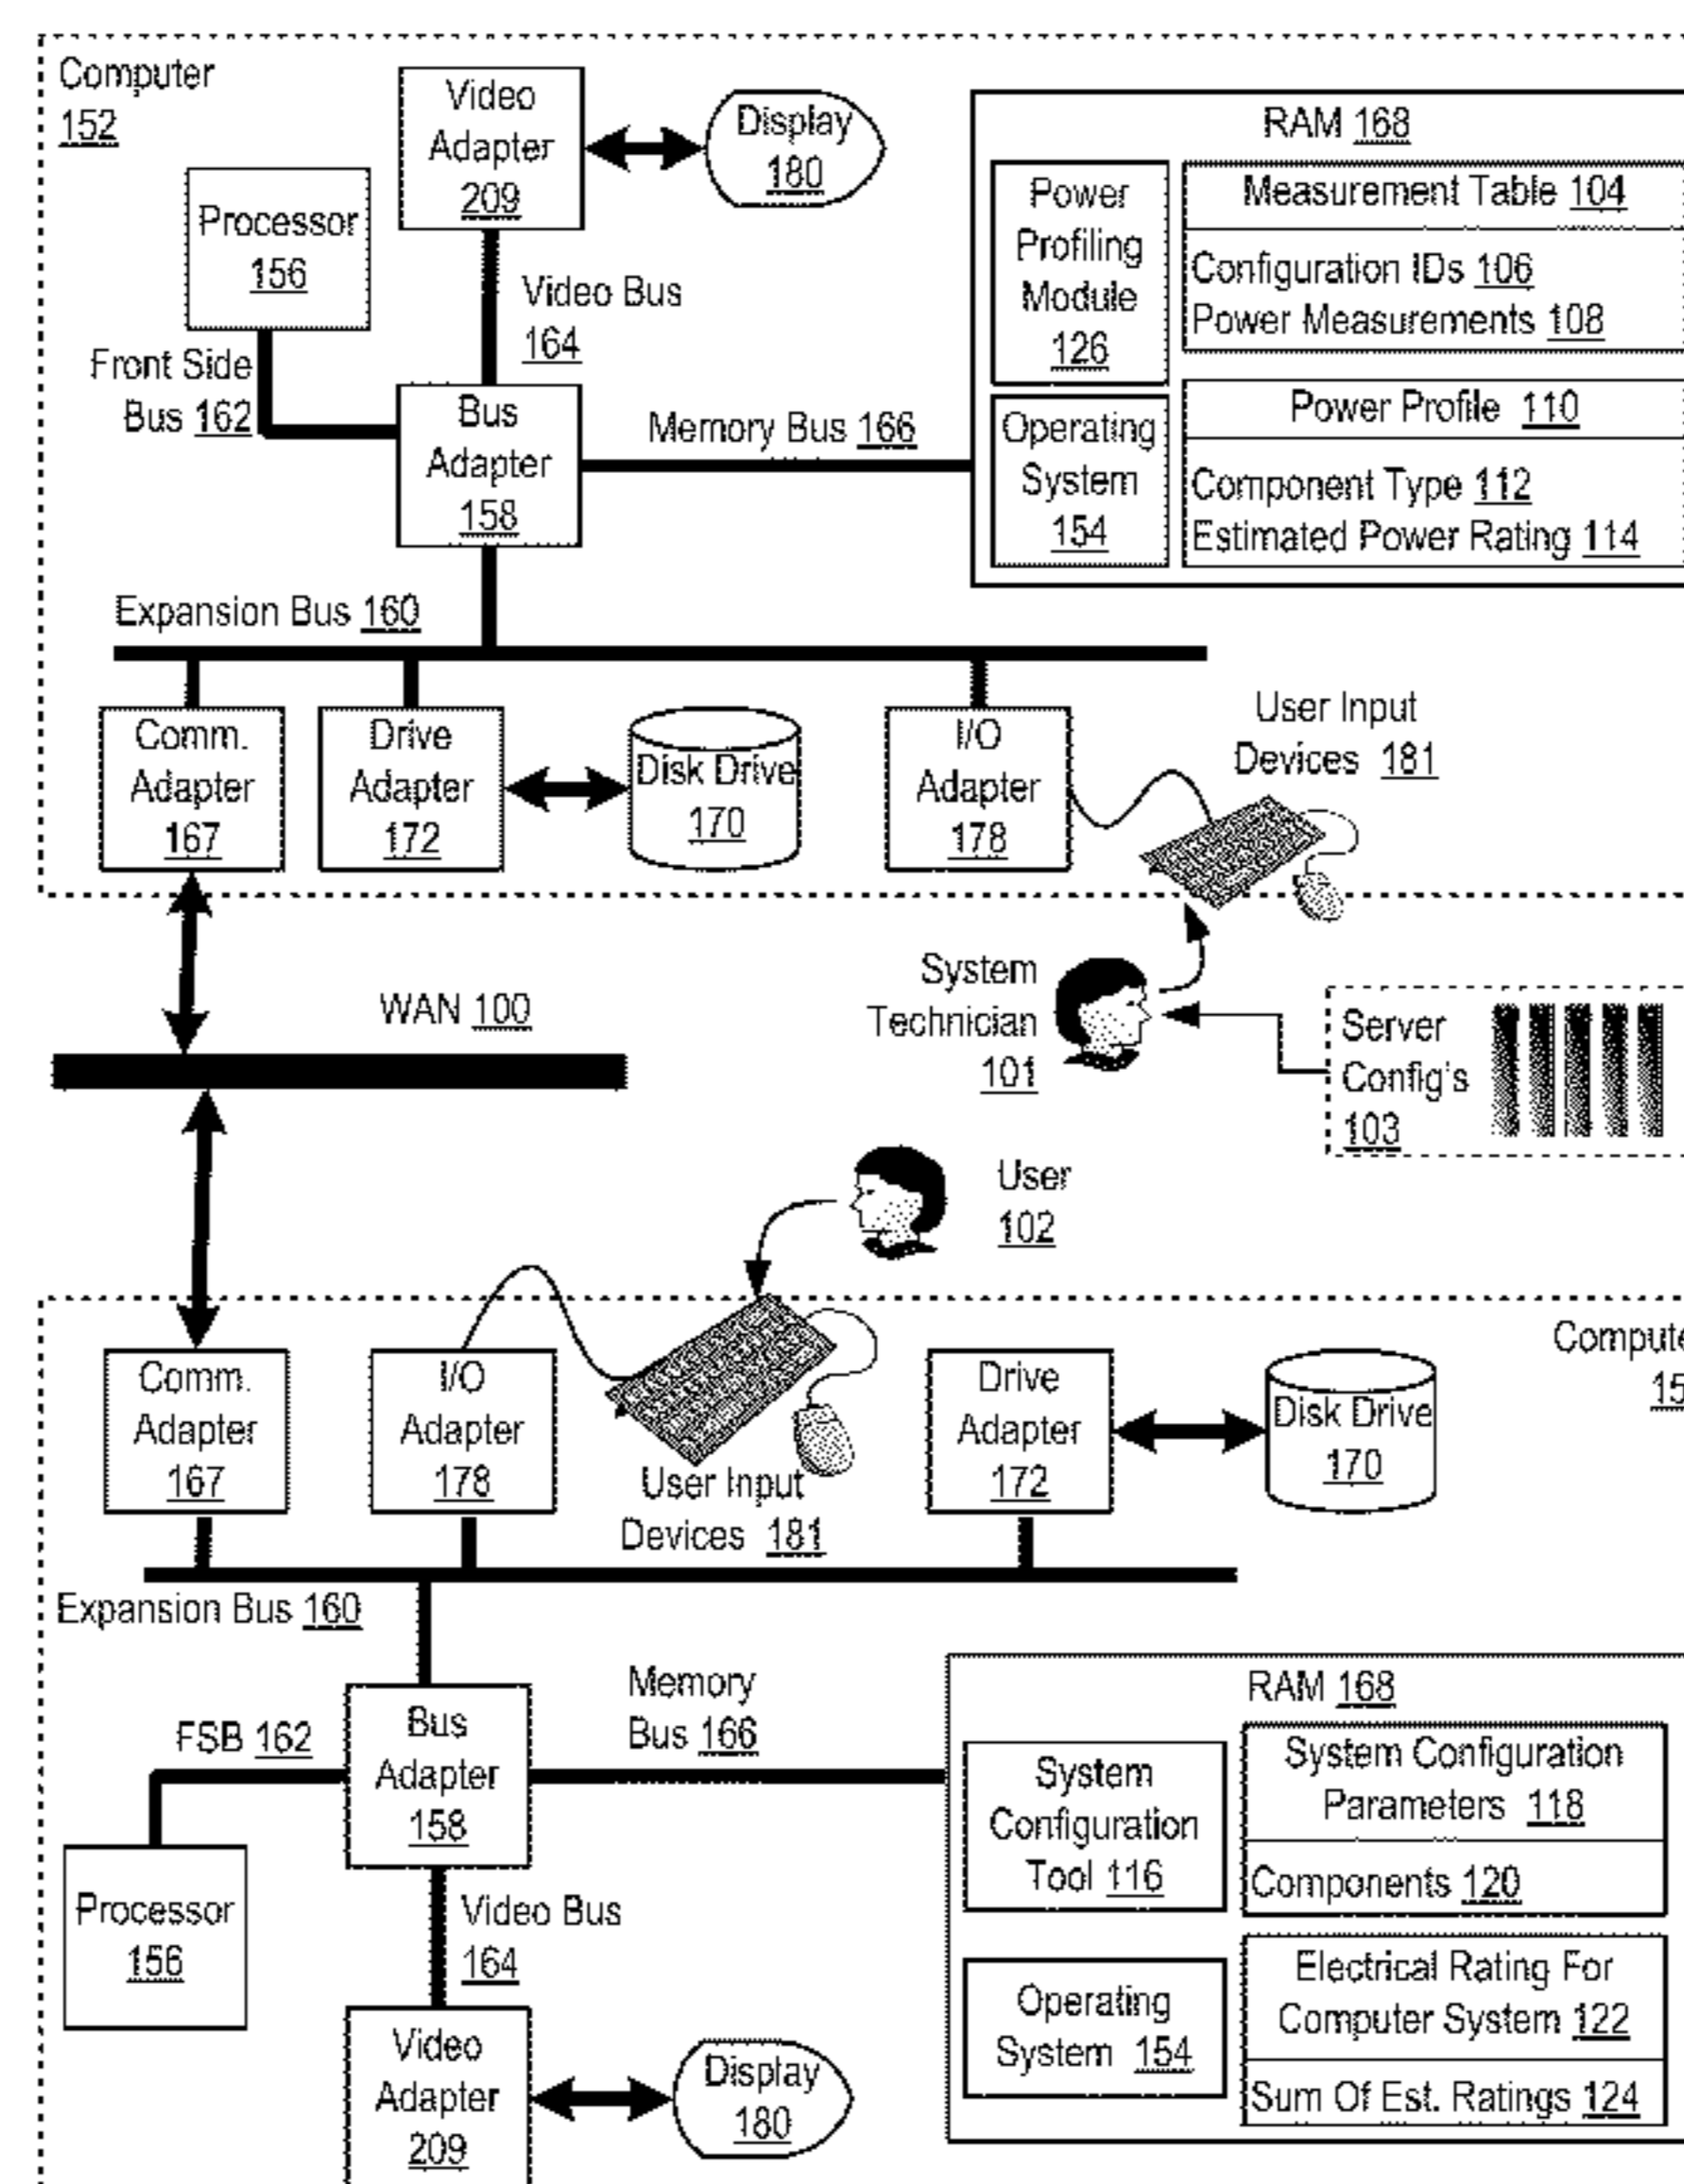 Computer
152
Video
Adapter
209
Display
180
Processor
156
Video Bus
164
Front Side
Bus 162
Bus
Adapter
158
Memory Bus 166
RAM 168
Power
Profiling
Module
126
Measurement Table 104
Configuration IDs 106
Power Measurements 108
Operating
System
154
Power Profile 110
Component Type 112
Estimated Power Rating 114
Expansion Bus 160
Comm.
Adapter
167
Drive
Adapter
172
Disk Drive
170
I/O
Adapter
178
User Input
Devices 181
WAN 100
System
Technician
101
Server
Config's
103
User
102
Comm.
Adapter
167
I/O
Adapter
178
User Input
Devices 181
Drive
Adapter
172
Disk Drive
170
Compute
15
Expansion Bus 160
FSB 162
Bus
Adapter
158
Memory
Bus 166
Processor
156
Video Bus
164
Video
Adapter
209
Display
180
RAM 168
System
Configuration
Tool 116
System Configuration
Parameters 118
Components 120
Operating
System 154
Electrical Rating For
Computer System 122
Sum Of Est. Ratings 124